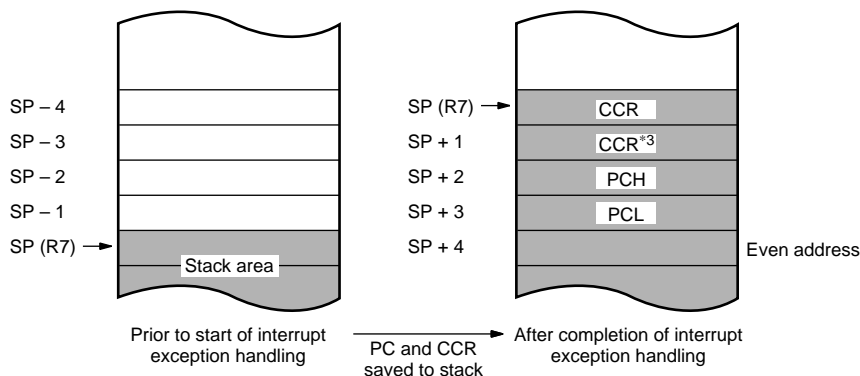 SP – 4
SP – 3
SP – 2
SP – 1
SP (R7)
Stack area
SP (R7)
SP + 1
SP + 2
SP + 3
SP + 4
CCR
CCR*3
PCH
PCL
Even address
Prior to start of interrupt
exception handling
PC and CCR
saved to stack
After completion of interrupt
exception handling